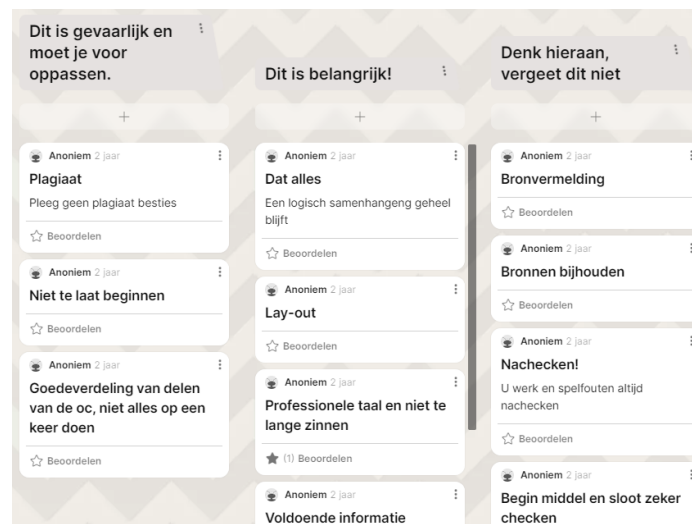 Dit is gevaarlijk en
moet je voor
oppassen.
Anoniem 2 jaar
Plagiaat
Pleeg geen plagiaat besties
Beoordelen
Anoniem 2 jaar
Niet te laat beginnen
Beoordelen
Anoniem 2 jaar
Goedeverdeling van delen
van de oc, niet alles op een
keer doen
Beoordelen
Dit is belangrijk!
Anoniem 2 jaar
Dat alles
Een logisch samenhangeng geheel
blijft
Beoordelen
Anoniem 2 jaar
Lay-out
Beoordelen
Anoniem 2 jaar
Professionele taal en niet te
lange zinnen
(1) Beoordelen
Anoniem 2 jaar
Voldoende informatie
Denk hieraan,
vergeet dit niet
Anoniem 2 jaar
Bronvermelding
Beoordelen
Anoniem 2 jaar
Bronnen bijhouden
Beoordelen
Anoniem 2 jaar
Nachecken!
U werk en spelfouten altijd
nachecken
Beoordelen
Anoniem 2 jaar
Begin middel en sloot zeker
checken